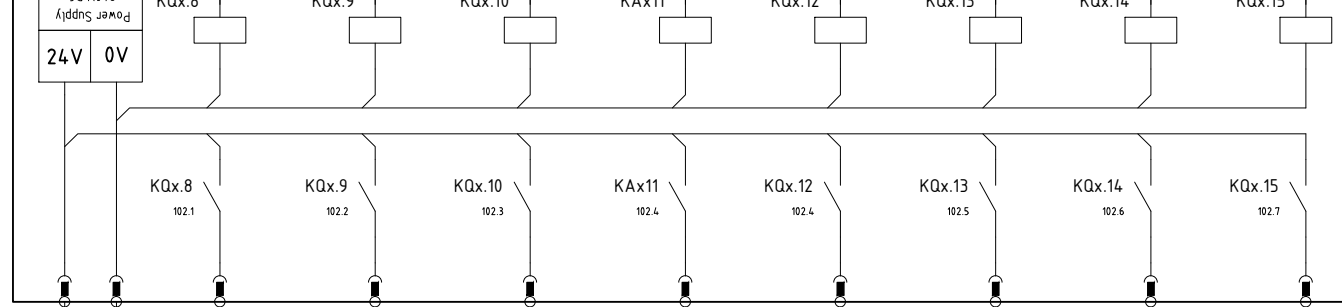 KQx.8 KQx.9 KQx.10 KAx11 KQx.12 KQx.13 KQx.14 KQx.15
Power Supply
24V 0V
KQx.8 KQx.9 KQx.10 KAx11 KQx.12 KQx.13 KQx.14 KQx.15
102.1 102.2 102.3 102.4 102.4 102.5 102.6 102.7